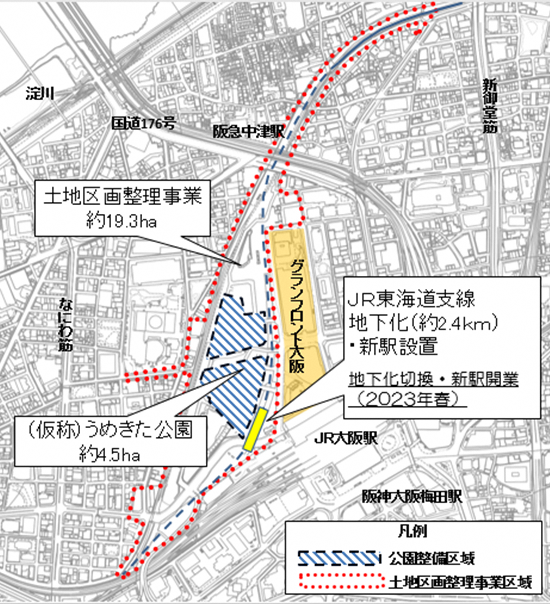 淀川
国道176号
阪急中津駅
新御堂筋
土地区画整理事業
約19.3ha
グランフロント大阪
なにわ筋
JR東海道支線
地下化(約2.4km)
・新駅設置
地下化切換・新駅開業
(2023年春)
(仮称)うめきた公園
約4.5ha
JR大阪駅
阪神大阪梅田駅
凡例
公園整備区域
土地区画整理事業区域